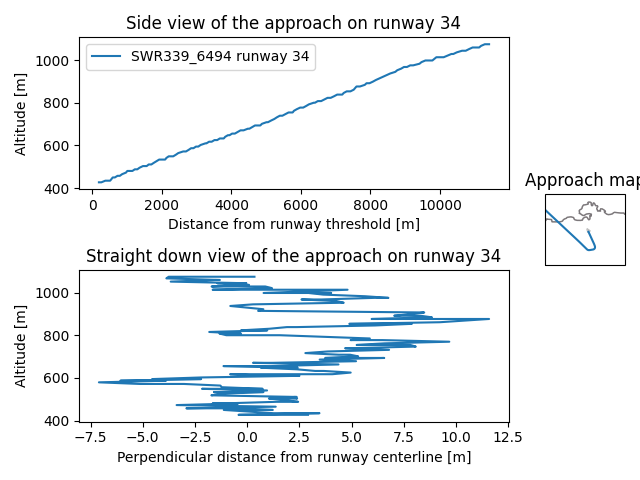 Side view of the approach on runway 34
SWR339_6494 runway 34
Altitude [m]
1000
800
600
400
0
2000
4000
6000
8000
10000
Distance from runway threshold [m]
Approach map
Straight down view of the approach on runway 34
Altitude [m]
1000
800
600
400
−7.5
−5.0
−2.5
0.0
2.5
5.0
7.5
10.0
12.5
Perpendicular distance from runway centerline [m]